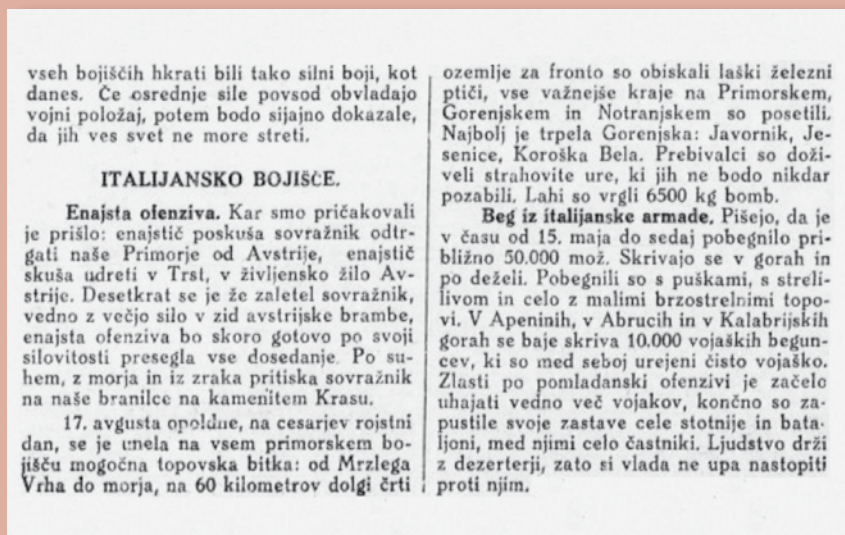 vseh bojiščih hkrati bili tako silni boji, kot
danes. Če osrednje sile povsod obvladajo
vojni položaj, potem bodo sijajno dokazale,
da jih ves svet ne more streti.
ITALIJANSKO BOJIŠČE.
Enajsta ofenziva. Kar smo pričakovali
je prišlo: enajstič poskuša sovražnik odtr-
gati naše Primorje od Avstrije, enajstič
skuša udreti v Trst, v življensko žilo Av-
strije. Desetkrat se je že zaletel sovražnik,
vedno z večjo silo v zid avstrijske brambe,
enajsta ofenziva bo skoro gotovo po svoji
silovitosti presegla vse dosedanje. Po su-
hem, z morja in iz zraka pritiska sovražnik
na naše branilce na kamenitem Krasu.
17. avgusta opoldne, na cesarjev rojstni
dan, se je unela na vsem primorskem bo-
jišču mogočna topovska bitka: od Mrzlega
Vrha do morja, na 60 kilometrov dolgi črti
ozemlje za fronto so obiskali laški železni
ptiči, vse važnejše kraje na Primorskem,
Gorenjskem in Notranjskem so posetili.
Najbolj je trpela Gorenjska: Javornik, Je-
senice, Koroška Bela. Prebivalci so doži-
veli strahovite ure, ki jih ne bodo nikdar
pozabili. Lahi so vrgli 6500 kg bomb.
Beg iz italijanske armade. Pišejo, da je
v času od 15. maja do sedaj pobegnilo pri-
bližno 50.000 mož. Skrivajo se v gorah in
po deželi. Pobegnili so s puškami, s streli-
livom in celo z malimi brzostrelnimi topo-
vi. V Apeninih, v Abrucih in v Kalabrijskih
gorah se baje skriva 10.000 vojaških begun-
cev, ki so med seboj urejeni čisto vojaško.
Zlasti po pomladanski ofenzivi je začelo
uhajati vedno več vojakov, končno so za-
pustile svoje zastave cele stotnije in bata-
ljoni, med njimi celo častniki. Ljudstvo drži
z dezerterji, zato si vlada ne upa nastopiti
proti njim.